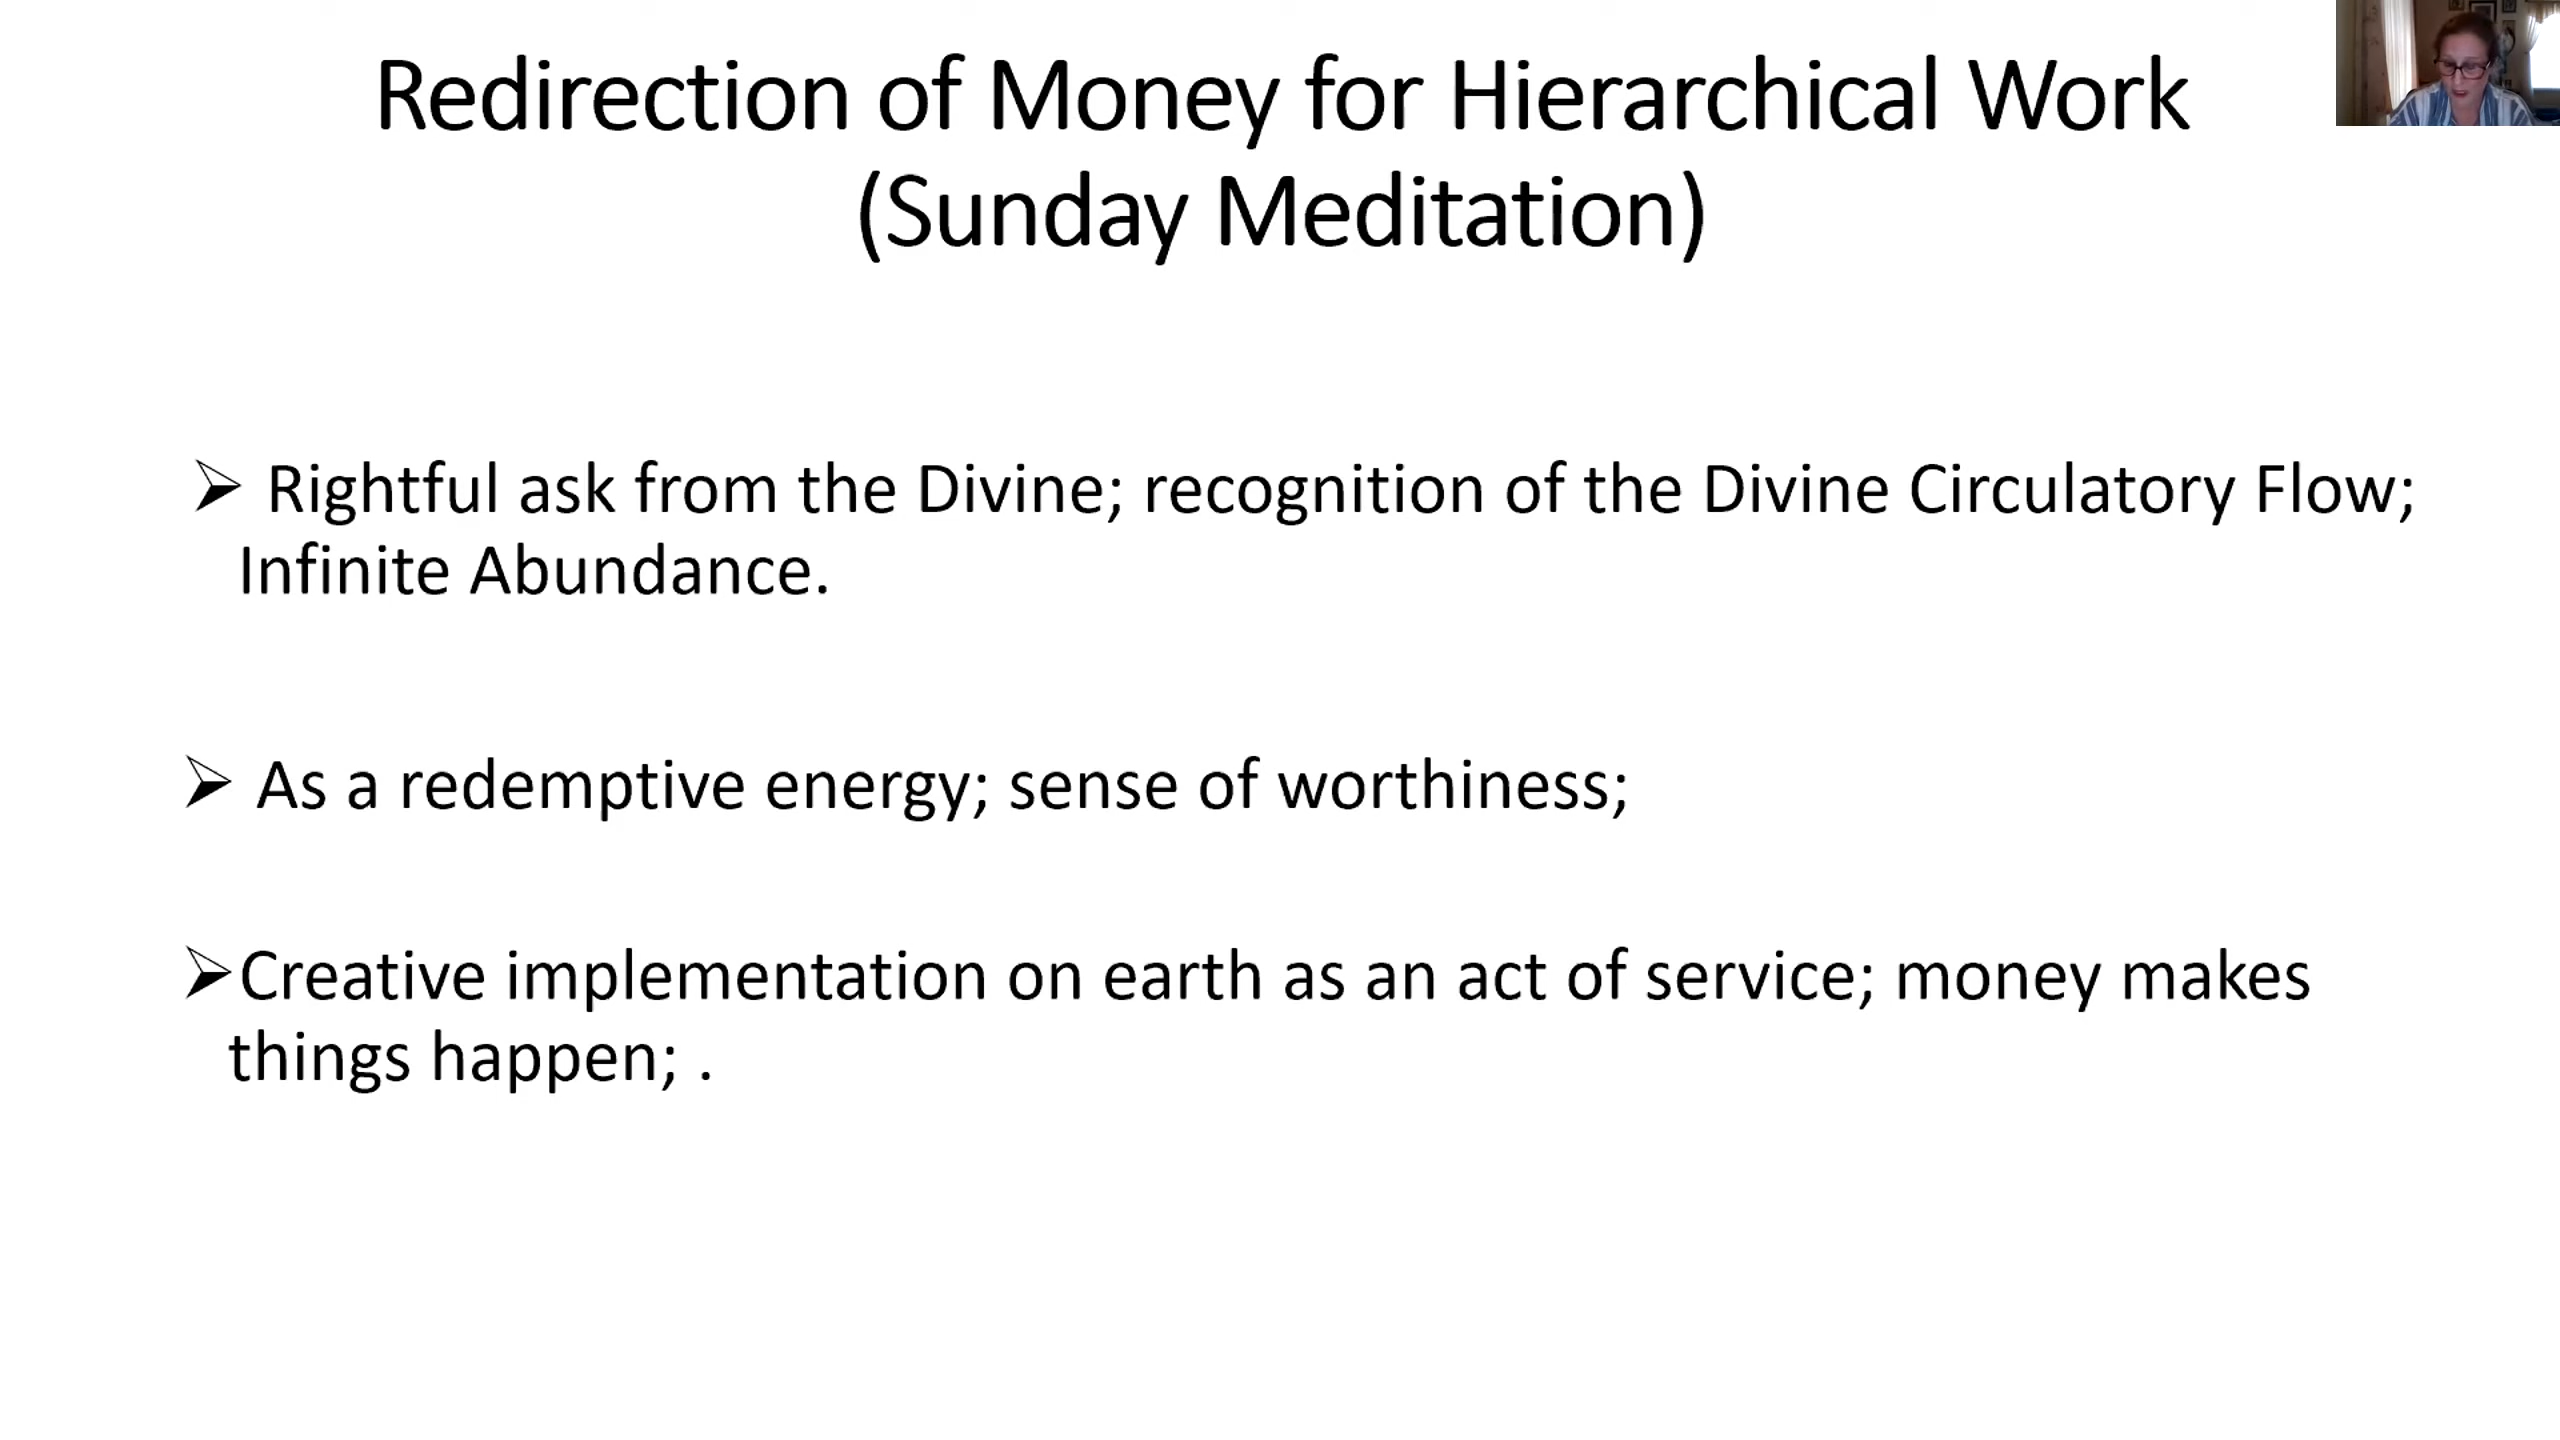 Redirection of Money for Hierarchical Work
(Sunday Meditation)
➢ Rightful ask from the Divine; recognition of the Divine Circulatory Flow;
Infinite Abundance.
➢ As a redemptive energy; sense of worthiness;
➢Creative implementation on earth as an act of service; money makes
things happen; .